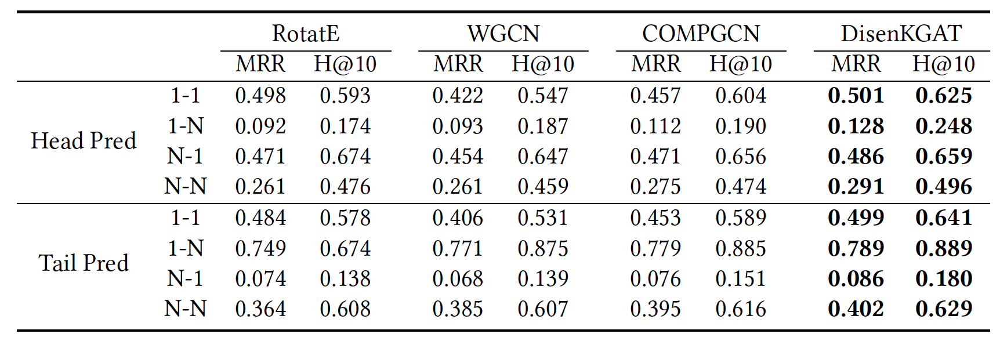 RotatE WGCN COMPGCN DisenKGAT
MRR H@10 MRR H@10 MRR H@10 MRR H@10
Head Pred
1-1 0.498 0.593 0.422 0.547 0.457 0.604 0.501 0.625
1-N 0.092 0.174 0.093 0.187 0.112 0.190 0.128 0.248
N-1 0.471 0.674 0.454 0.647 0.471 0.656 0.486 0.659
N-N 0.261 0.476 0.261 0.459 0.275 0.474 0.291 0.496
Tail Pred
1-1 0.484 0.578 0.406 0.531 0.453 0.589 0.499 0.641
1-N 0.749 0.674 0.771 0.875 0.779 0.885 0.789 0.889
N-1 0.074 0.138 0.068 0.139 0.076 0.151 0.086 0.180
N-N 0.364 0.608 0.385 0.607 0.395 0.616 0.402 0.629